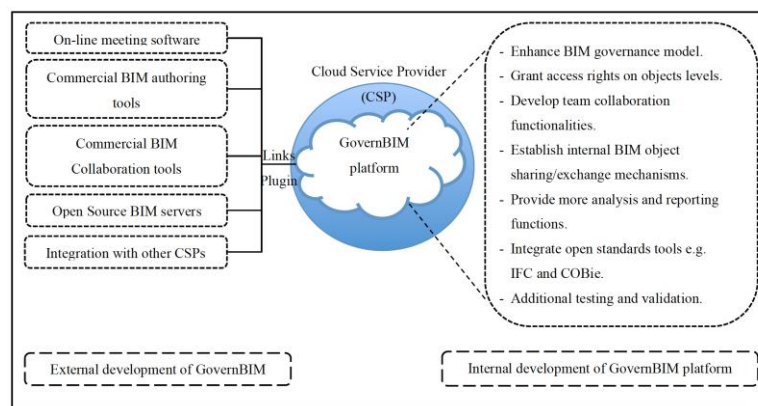 On-line meeting software
Commercial BIM authoring
tools
Commercial BIM
Collaboration tools
Open Source BIM servers
Integration with other CSPs
Links
Plugin
Cloud Service Provider
(CSP)
GovernBIM
platform
- Enhance BIM governance model.
- Grant access rights on objects levels.
- Develop team collaboration
functionalities.
- Establish internal BIM object
sharing/exchange mechanisms.
- Provide more analysis and reporting
functions.
- Integrate open standards tools e.g.
IFC and COBie.
- Additional testing and validation.
External development of GovernBIM
Internal development of GovernBIM platform